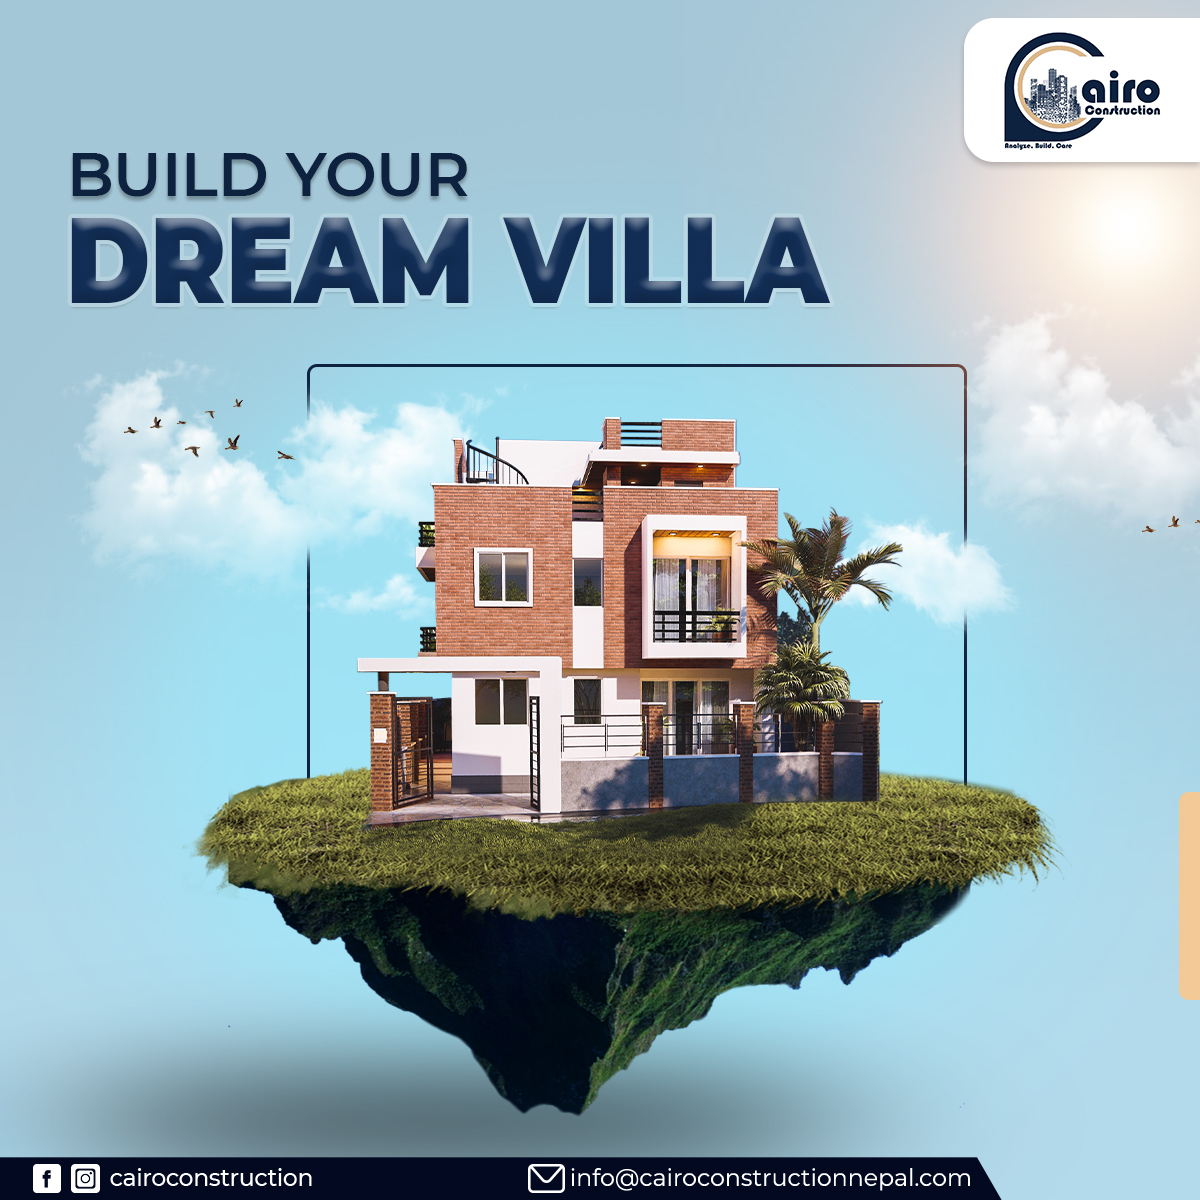 airo
Construction
Analyze. Build. Care
BUILD YOUR
DREAM VILLA
cairoconstruction
info@cairoconstructionnepal.com